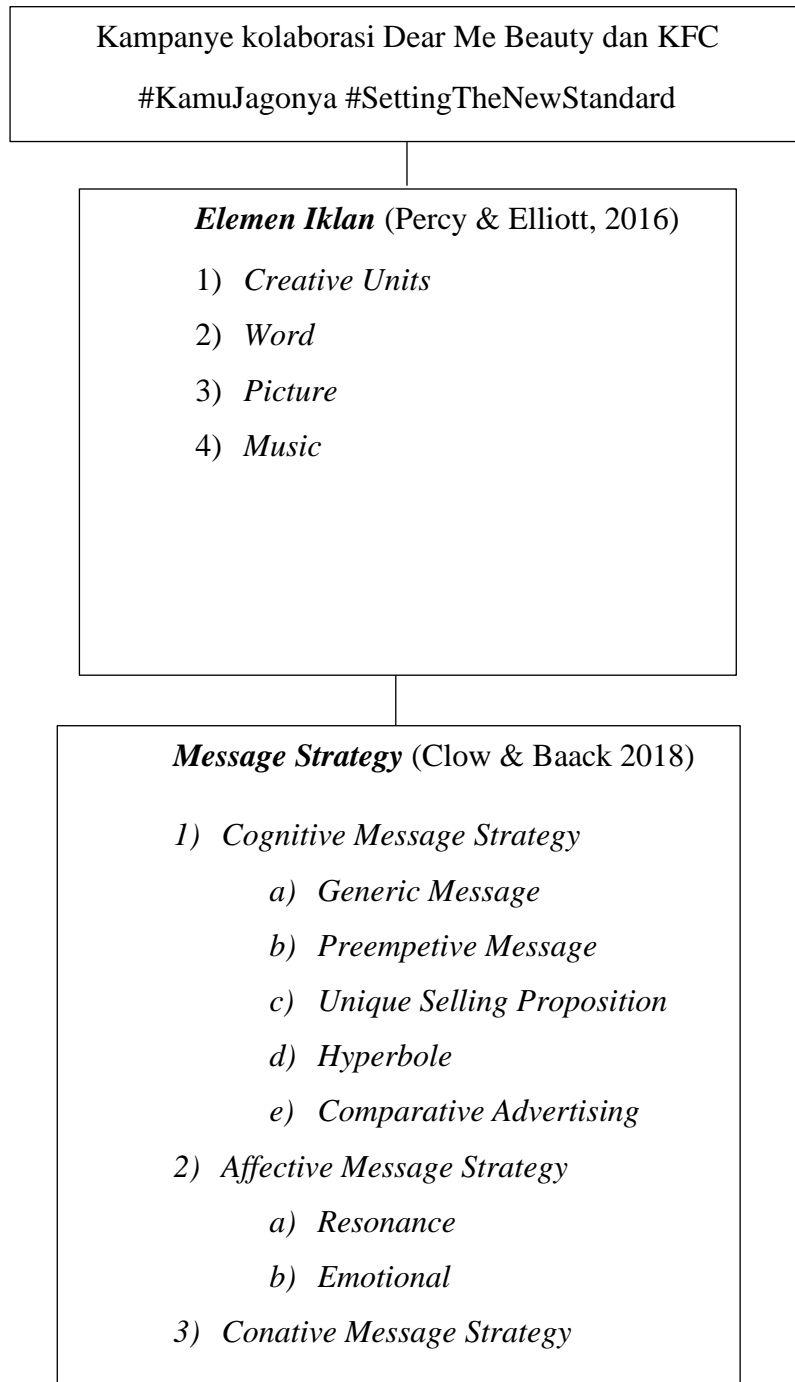 Kampanye kolaborasi Dear Me Beauty dan KFC
#KamuJagonya #SettingTheNewStandard
Elemen Iklan (Percy & Elliott, 2016)
1) Creative Units
2) Word
3) Picture
4) Music
Message Strategy (Clow & Baack 2018)
1) Cognitive Message Strategy
a) Generic Message
b) Preempetive Message
c) Unique Selling Proposition
d) Hyperbole
e) Comparative Advertising
2) Affective Message Strategy
a) Resonance
b) Emotional
3) Conative Message Strategy